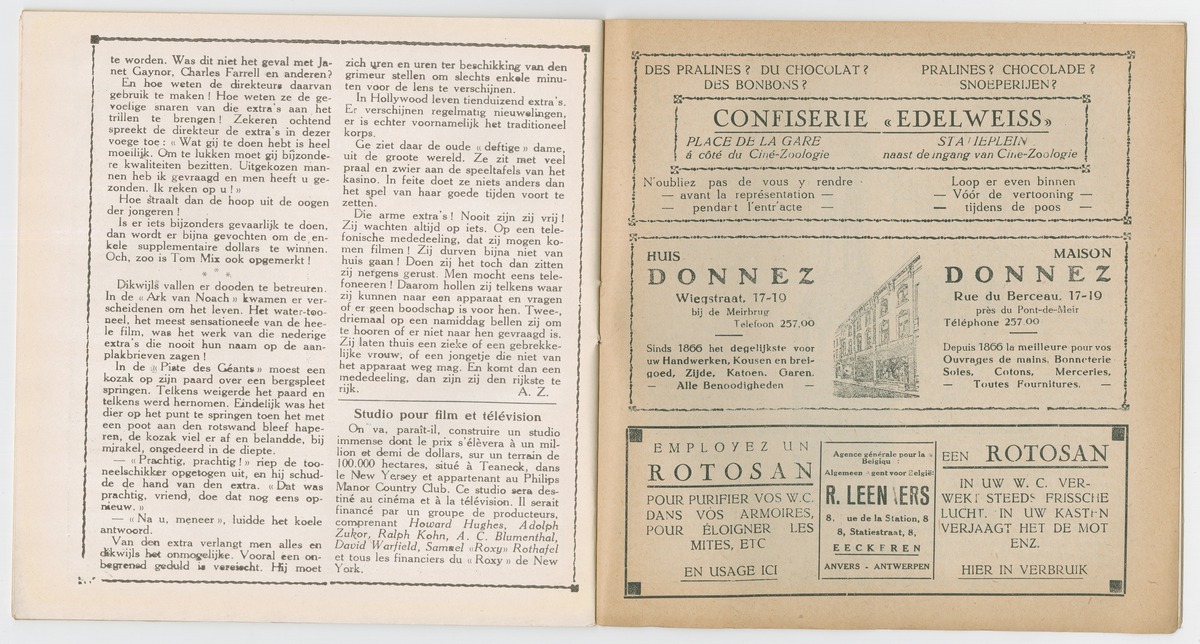 te worden. Was dit niet het geval met Ja-
net Gaynor, Charles Farrell en anderen?
En hoe weten de direkteurs daarvan
gebruik te maken! Hoe weten ze de ge-
voelige snaren van die extra's aan het
trillen te brengen! Zekeren ochtend
spreekt de direkteur de extra's in dezer
voege toe: « Wat gij te doen hebt is heel
moeilijk. Om te lukken moet gij bijzonde-
re kwaliteiten bezitten. Uitgekozen man-
nen heb ik gevraagd en men heeft u ge-
zonden. Ik reken op u! »
Hoe straalt dan de hoop uit de oogen
der jongeren!
Is er iets bijzonders gevaarlijk te doen,
dan wordt er bijna gevochten om de en-
kele supplementaire dollars te winnen.
Och, zoo is Tom Mix ook opgemerkt!
* * *
Dikwijls vallen er dooden te betreuren.
In de « Ark van Noach » kwamen er ver-
scheidenen om het leven. Het water-too-
neel, het meest sensationeele van de hee-
le film, was het werk van die nederige
extra's die nooit hun naam op de aan-
plakbrieven zagen!
In de « Piste des Géants » moest een
kozak op zijn paard over een bergspleet
springen. Telkens weigerde het paard en
telkens werd hernomen. Eindelijk was het
dier op het punt te springen toen het met
een poot aan den rotswand bleef hape-
ren, de kozak viel er af en belandde, bij
mirakel, ongedeerd in de diepte.
— « Prachtig, prachtig! » riep de too-
neelschikker opgetogen uit, en hij schud-
de de hand van den extra. « Dat was
prachtig, vriend, doe dat nog eens op-
nieuw. »
— « Na u, meneer », luidde het koele
antwoord.
Van den extra verlangt men alles en
dikwijls het onmogelijke. Vooral een on-
begrensd geduld is vereischt. Hij moet
zich uren en uren ter beschikking van den
grimeur stellen om slechts enkele minu-
ten voor de lens te verschijnen.
In Hollywood leven tienduizend extra's.
Er verschijnen regelmatig nieuwelingen,
er is echter voornamelijk het traditioneel
korps.
Ge ziet daar de oude « deftige » dame,
uit de groote wereld. Ze zit met veel
praal en zwier aan de speeltafels van het
kasino. In feite doet ze niets anders dan
het spel van haar goede tijden voort te
zetten.
Die arme extra's! Nooit zijn zij vrij!
Zij wachten altijd op iets. Op een tele-
fonische mededeeling, dat zij mogen ko-
men filmen! Zij durven bijna niet van
huis gaan! Doen zij het toch dan zitten
zij nergens gerust. Men mocht eens tele-
foneeren! Daarom hollen zij telkens waar
zij kunnen naar een apparaat en vragen
of er geen boodschap is voor hen. Twee-,
driemaal op een namiddag bellen zij om
te hooren of er niet naar hen gevraagd is.
Zij laten thuis een zieke of een gebrekke-
lijke vrouw, of een jongetje die niet van
het apparaat weg mag. En komt dan een
mededeeling, dan zijn zij den rijkste te
rijk. A. Z.
Studio pour film et télévision
On va, paraît-il, construire un studio
immense dont le prix s'élèvera à un mil-
lion et demi de dollars, sur un terrain de
100.000 hectares, situé à Teaneck, dans
le New Yersey et appartenant au Philips
Manor Country Club. Ce studio sera des-
tiné au cinéma et à la télévision. Il serait
financé par un groupe de producteurs,
comprenant Howard Hughes, Adolph
Zukor, Ralph Kohn, A. C. Blumenthal,
David Warfield, Samuel «Roxy» Rothafel
et tous les financiers du « Roxy » de New
York.
DES PRALINES? DU CHOCOLAT?
DES BONBONS?
PRALINES? CHOCOLADE?
SNOEPERIJEN?
CONFISERIE « EDELWEISS »
PLACE DE LA GARE
á côté du Ciné-Zoologie
STATIEPLEIN
naast de ingang van Cine-Zoologie
N'oubliez pas de vous y rendre
— avant la représentation —
— pendant l'entr'acte —
Loop er even binnen
— Vóór de vertooning —
— tijdens de poos —
HUIS
DONNEZ
Wiegstraat, 17-19
bij de Meirbrug
Telefoon 257,00
Sinds 1866 het degelijkste voor
uw Handwerken, Kousen en brei-
goed, Zijde, Katoen, Garen.
— Alle Benoodigheden —
MAISON
DONNEZ
Rue du Berceau, 17-19
près du Pont-de-Meir
Téléphone 257.00
Depuis 1866 la meilleure pour vos
Ouvrages de mains, Bonneterie
Soies, Cotons, Merceries,
— Toutes Fournitures. —
EMPLOYEZ UN
ROTOSAN
POUR PURIFIER VOS W.C.
DANS VOS ARMOIRES,
POUR ÉLOIGNER LES
MITES, ETC
EN USAGE ICI
Agence générale pour la
Belgiqu :
Algemeen gent voor België:
R. LEEN ERS
8, ue de la Station, 8
8, Statiestraat, 8,
EECKEREN
ANVERS - ANTWERPEN
EEN ROTOSAN
IN UW W. C. VER-
WEKT STEEDS FRISSCHE
LUCHT. IN UW KASTEN
VERJAAGT HET DE MOT
ENZ.
HIER IN VERBRUIK